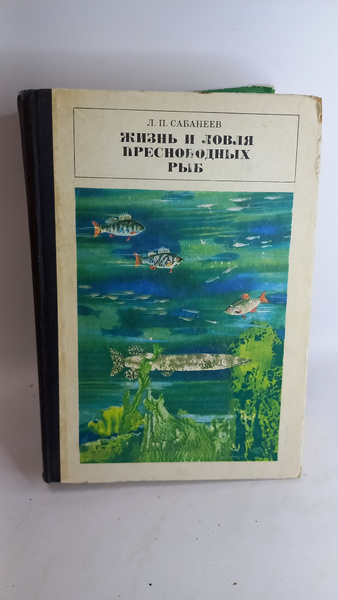 Л. П. САБАНЕЕВ
ЖИЗНЬ И ЛОВЛЯ
ПРЕСНОВОДНЫХ
РЫБ